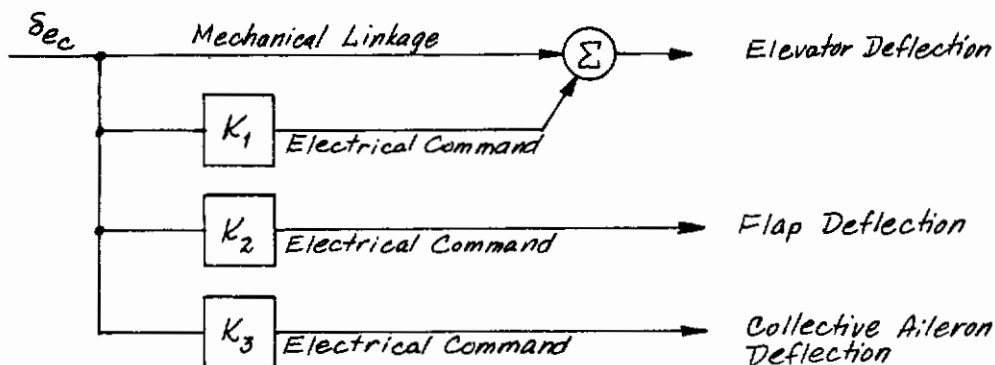 δec
Mechanical Linkage
Σ
Elevator Deflection
K1
Electrical Command
K2
Electrical Command
Flap Deflection
K3
Electrical Command
Collective Aileron
Deflection